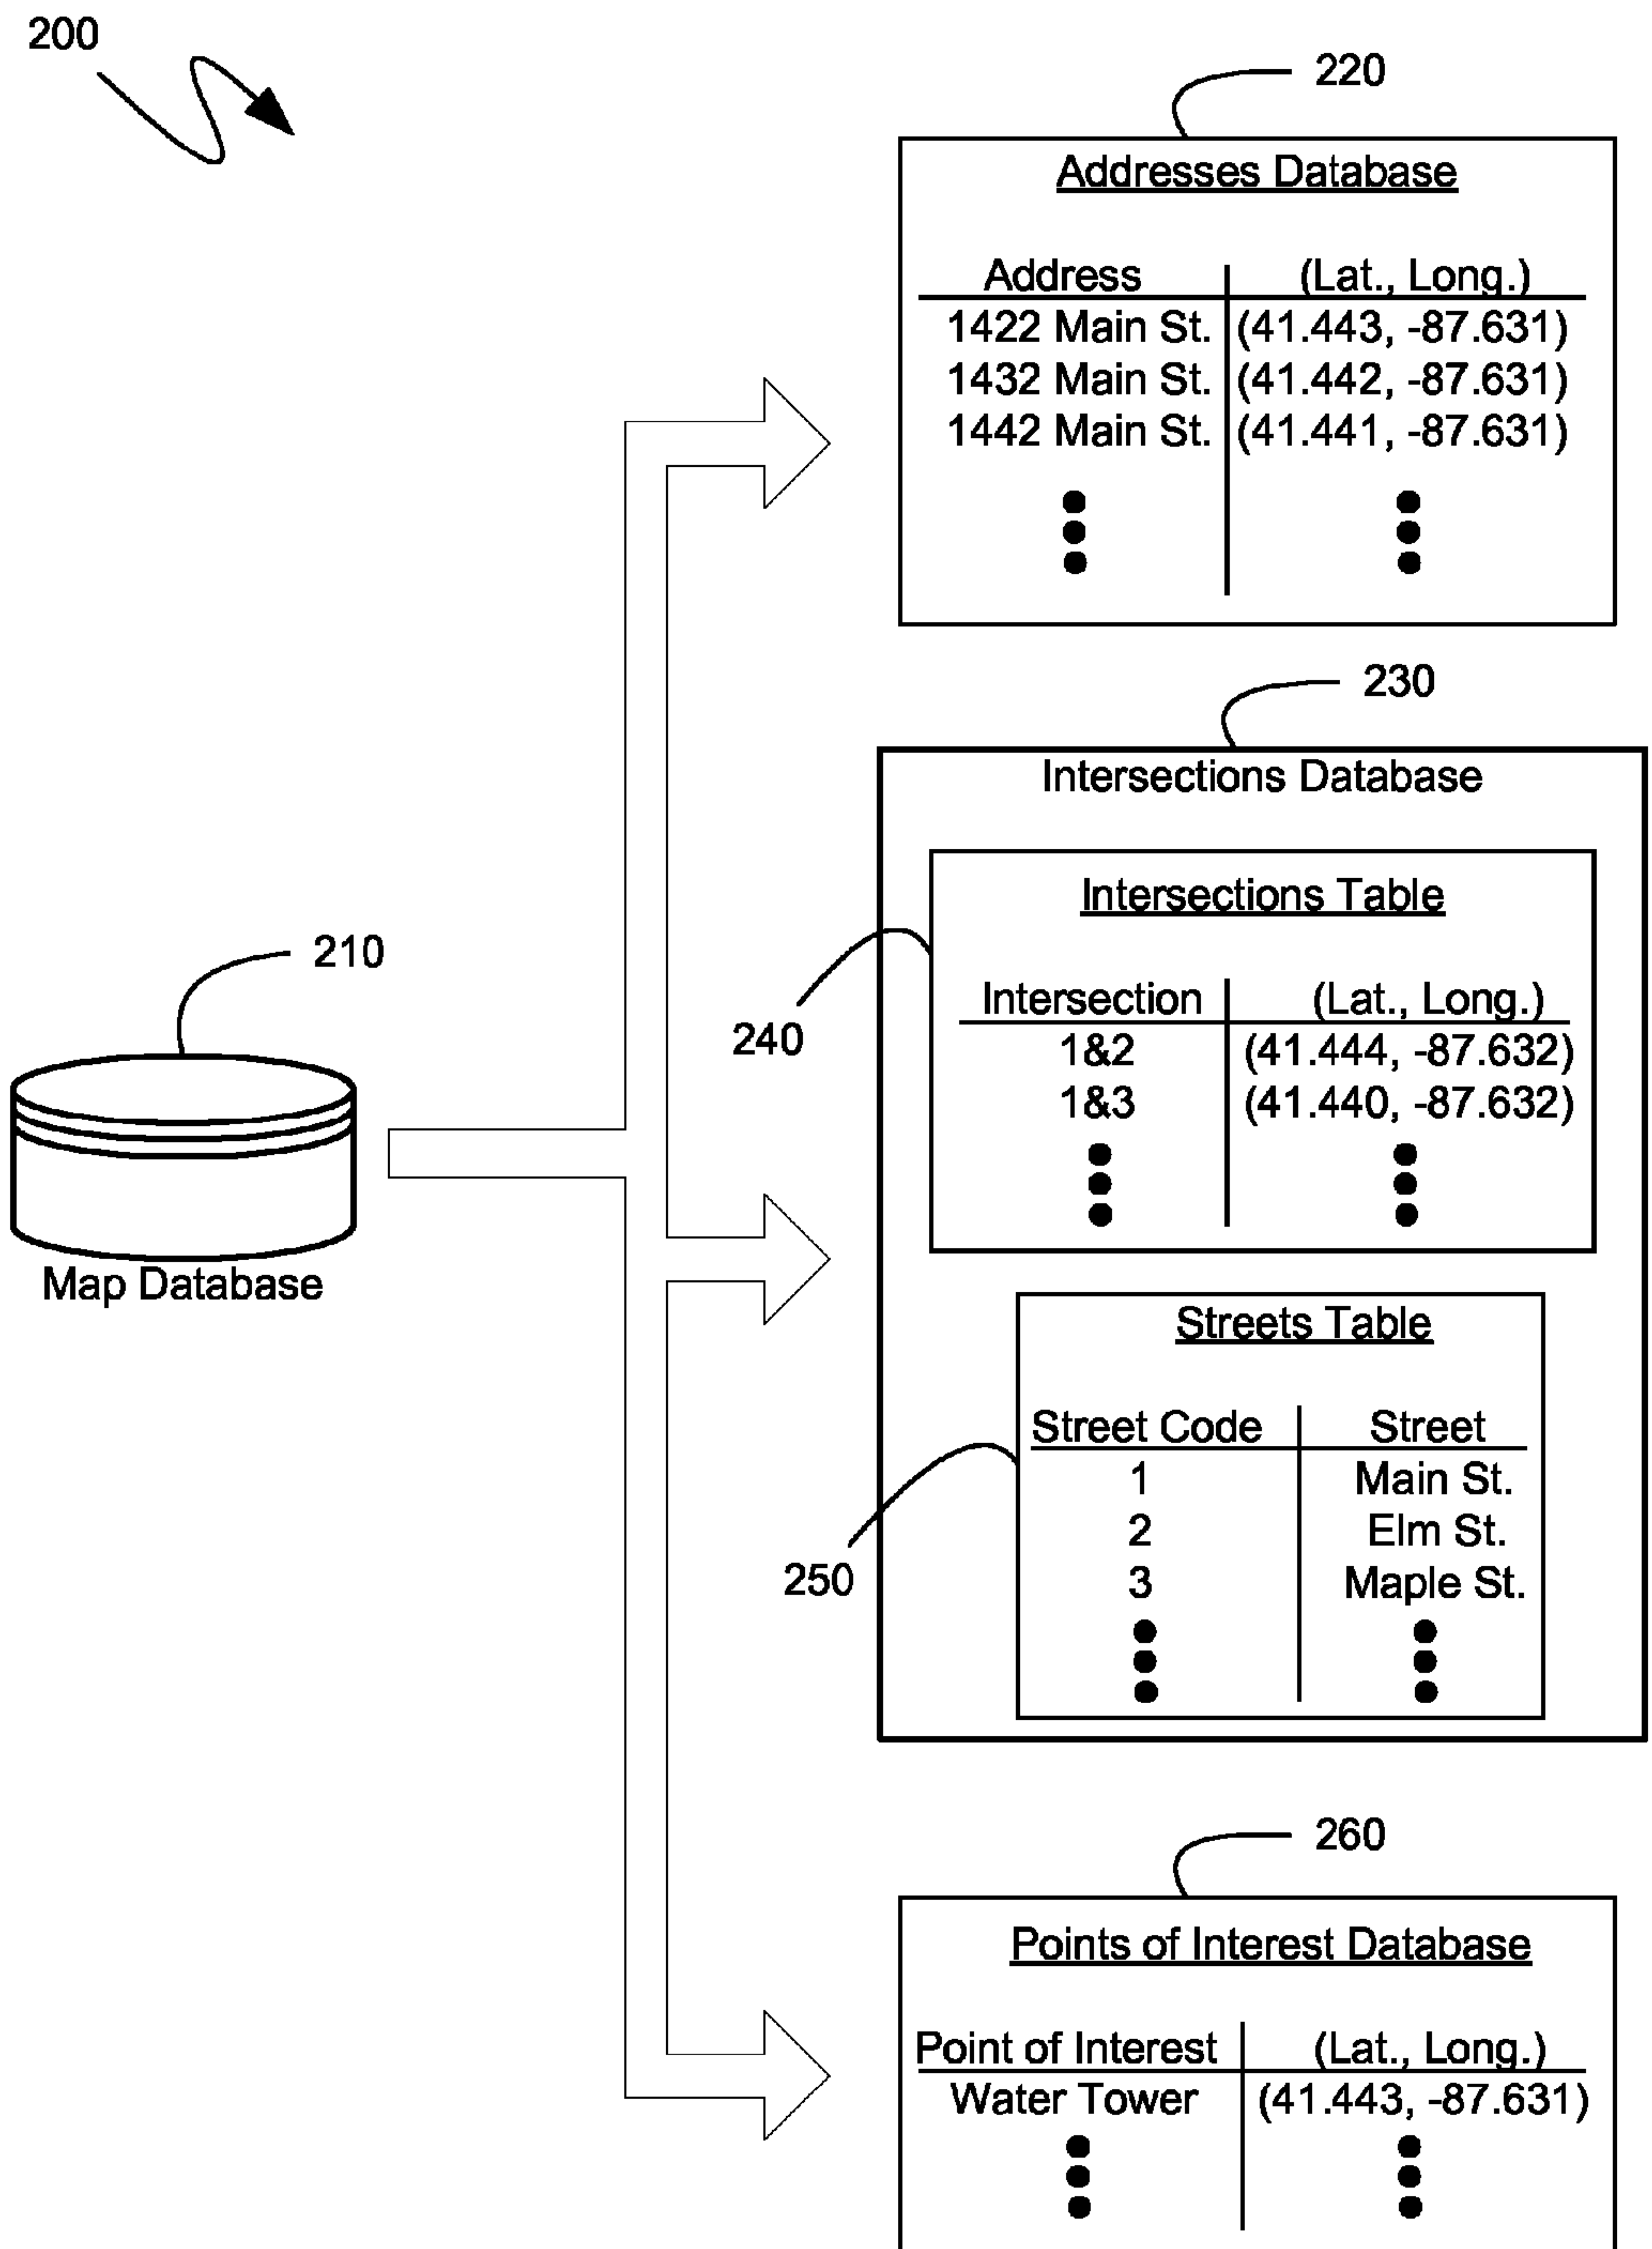 200
220
Addresses Database
Address (Lat., Long.)
1422 Main St. (41.443, -87.631)
1432 Main St. (41.442, -87.631)
1442 Main St. (41.441, -87.631)
230
Intersections Database
Intersections Table
240
Intersection (Lat., Long.)
1&2 (41.444, -87.632)
1&3 (41.440, -87.632)
210
Map Database
Streets Table
250
Street Code Street
1 Main St.
2 Elm St.
3 Maple St.
260
Points of Interest Database
Point of Interest (Lat., Long.)
Water Tower (41.443, -87.631)